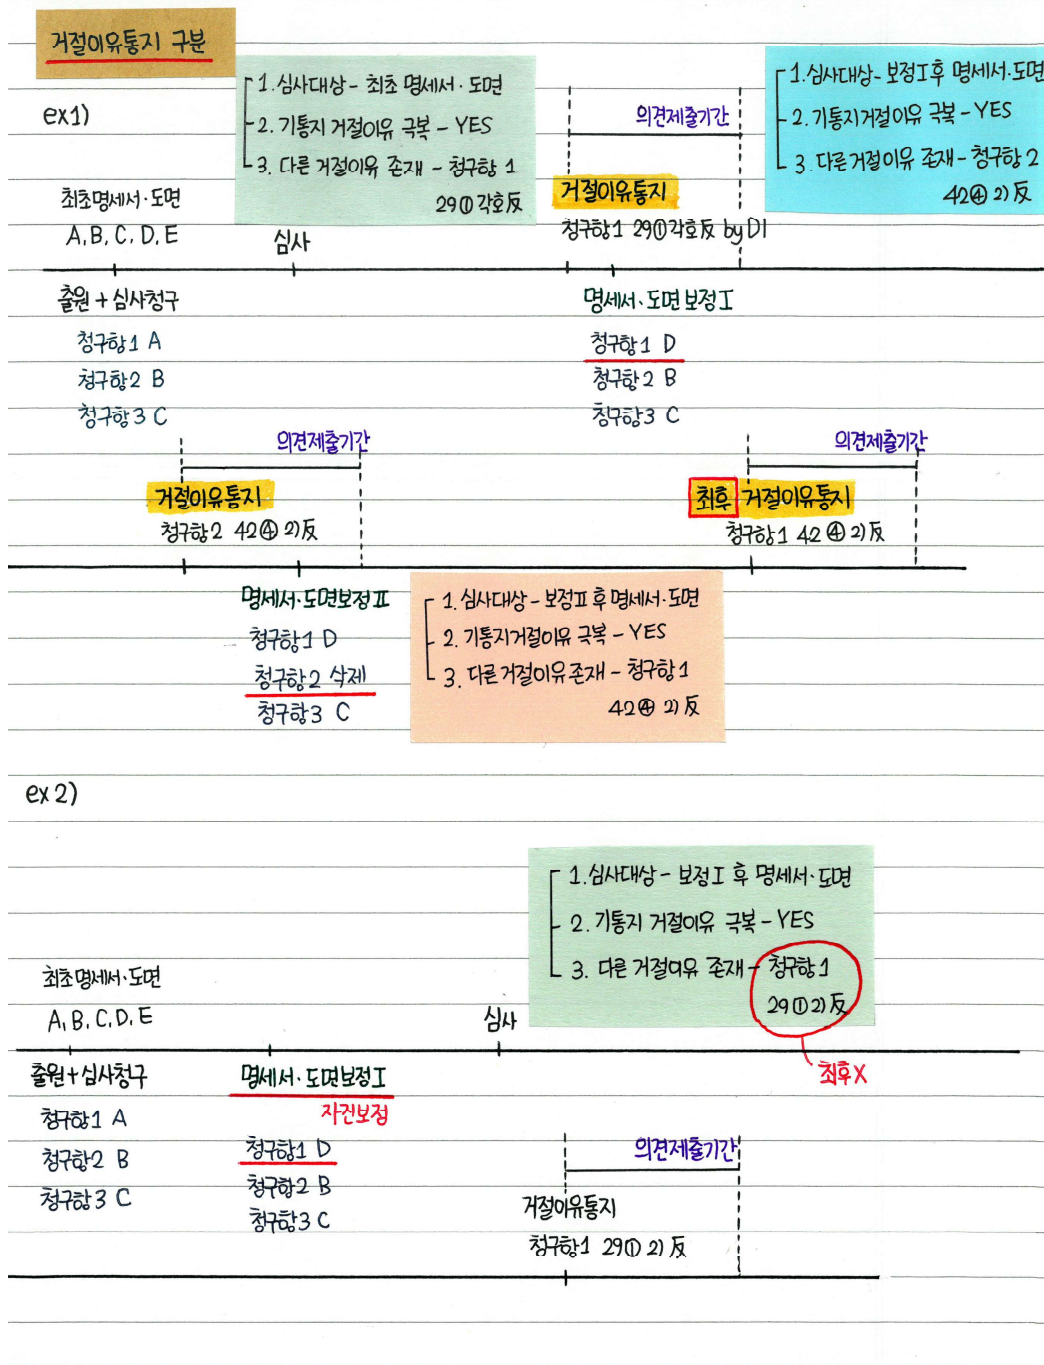 거절이유통지 구분
ex1)
1. 심사대상 - 최초 명세서·도면
2. 기통지 거절이유 극복 - YES
3. 다른 거절이유 존재 - 청구항 1
29① 각호 反
1. 심사대상 - 보정Ⅰ후 명세서·도면
2. 기통지거절이유 극복 - YES
3. 다른거절이유 존재 - 청구항 2
42④ 2) 反
의견제출기간
거절이유통지
청구항1 29①각호反 by D1
최초명세서·도면
A, B, C, D, E
심사
출원 + 심사청구
청구항1 A
청구항2 B
청구항3 C
명세서·도면 보정Ⅰ
청구항1 D
청구항2 B
청구항3 C
의견제출기간
거절이유통지
청구항2 42④ 2)反
의견제출기간
최후 거절이유통지
청구항1 42④ 2)反
명세서·도면보정Ⅱ
청구항1 D
청구항2 삭제
청구항3 C
1. 심사대상 - 보정Ⅱ 후 명세서·도면
2. 기통지거절이유 극복 - YES
3. 다른거절이유존재 - 청구항1
42④ 2) 反
ex 2)
1. 심사대상 - 보정Ⅰ 후 명세서·도면
2. 기통지 거절이유 극복 - YES
3. 다른 거절이유 존재 - 청구항1
29① 2) 反
최후X
최초명세서·도면
A, B, C, D, E
심사
출원+심사청구
청구항1 A
청구항2 B
청구항3 C
명세서·도면보정Ⅰ
자진보정
청구항1 D
청구항2 B
청구항3 C
의견제출기간
거절이유통지
청구항1 29① 2) 反